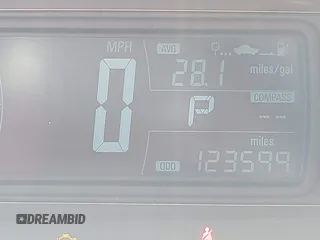 MPH
AVG
28.1 miles/gal
0
P
COMPASS
-- --
miles
ODO 123599
DREAMBID